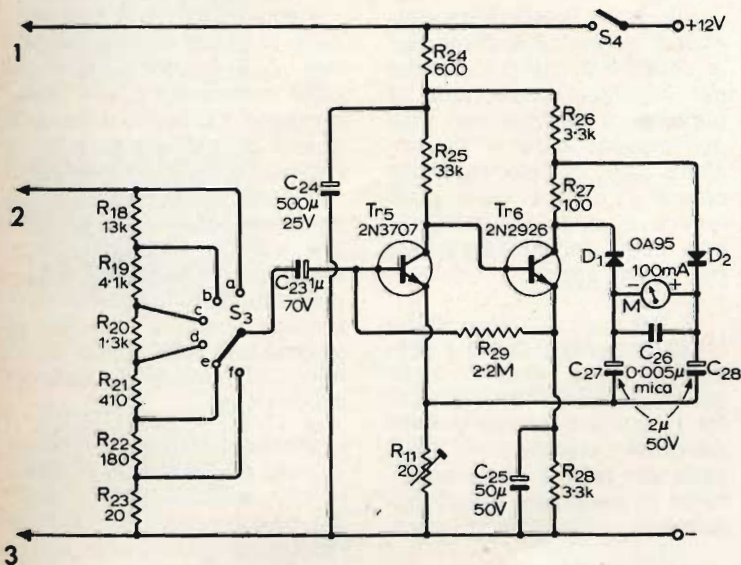 1
S4
+12V
R24
600
R26
3.3k
C24
500μ
25V
R25
33k
R27
100
2
R18
13k
Tr5
2N3707
Tr6
2N2926
D1
OA95
D2
100mA
- +
M
R19
4.1k
a
b
c
S3
d
e
f
C23
1μ
70V
R20
1.3k
R29
2.2M
C26
0.005μ
mica
C27
C28
2μ
50V
R21
410
R22
180
R11
20
C25
50μ
50V
R28
3.3k
R23
20
3
-